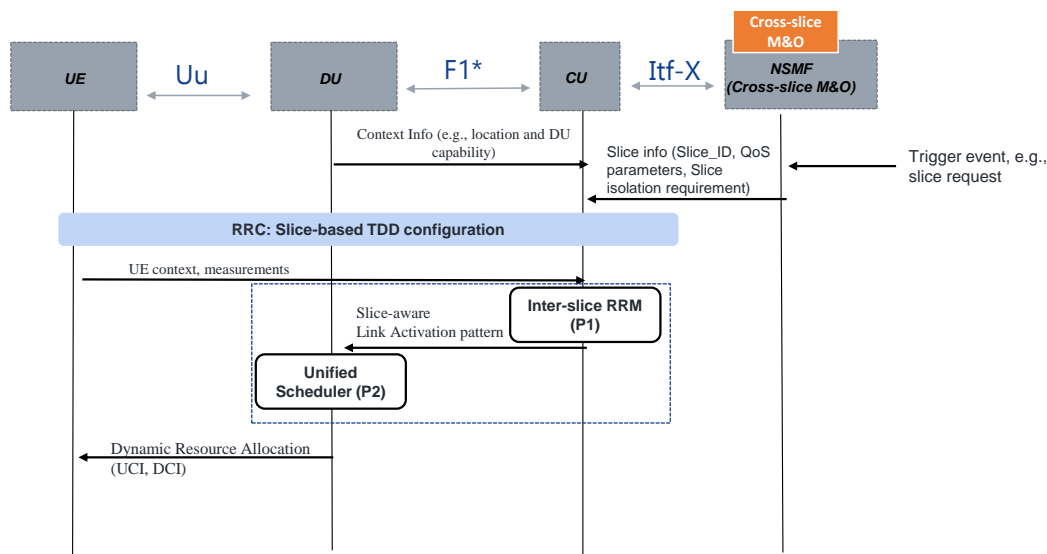 Cross-slice
M&O
UE
Uu
DU
F1*
CU
Itf-X
NSMF
(Cross-slice M&O)
Context Info (e.g., location and DU
capability)
Slice info (Slice_ID, QoS
parameters, Slice
isolation requirement)
Trigger event, e.g.,
slice request
RRC: Slice-based TDD configuration
UE context, measurements
Inter-slice RRM
(P1)
Slice-aware
Link Activation pattern
Unified
Scheduler (P2)
Dynamic Resource Allocation
(UCI, DCI)